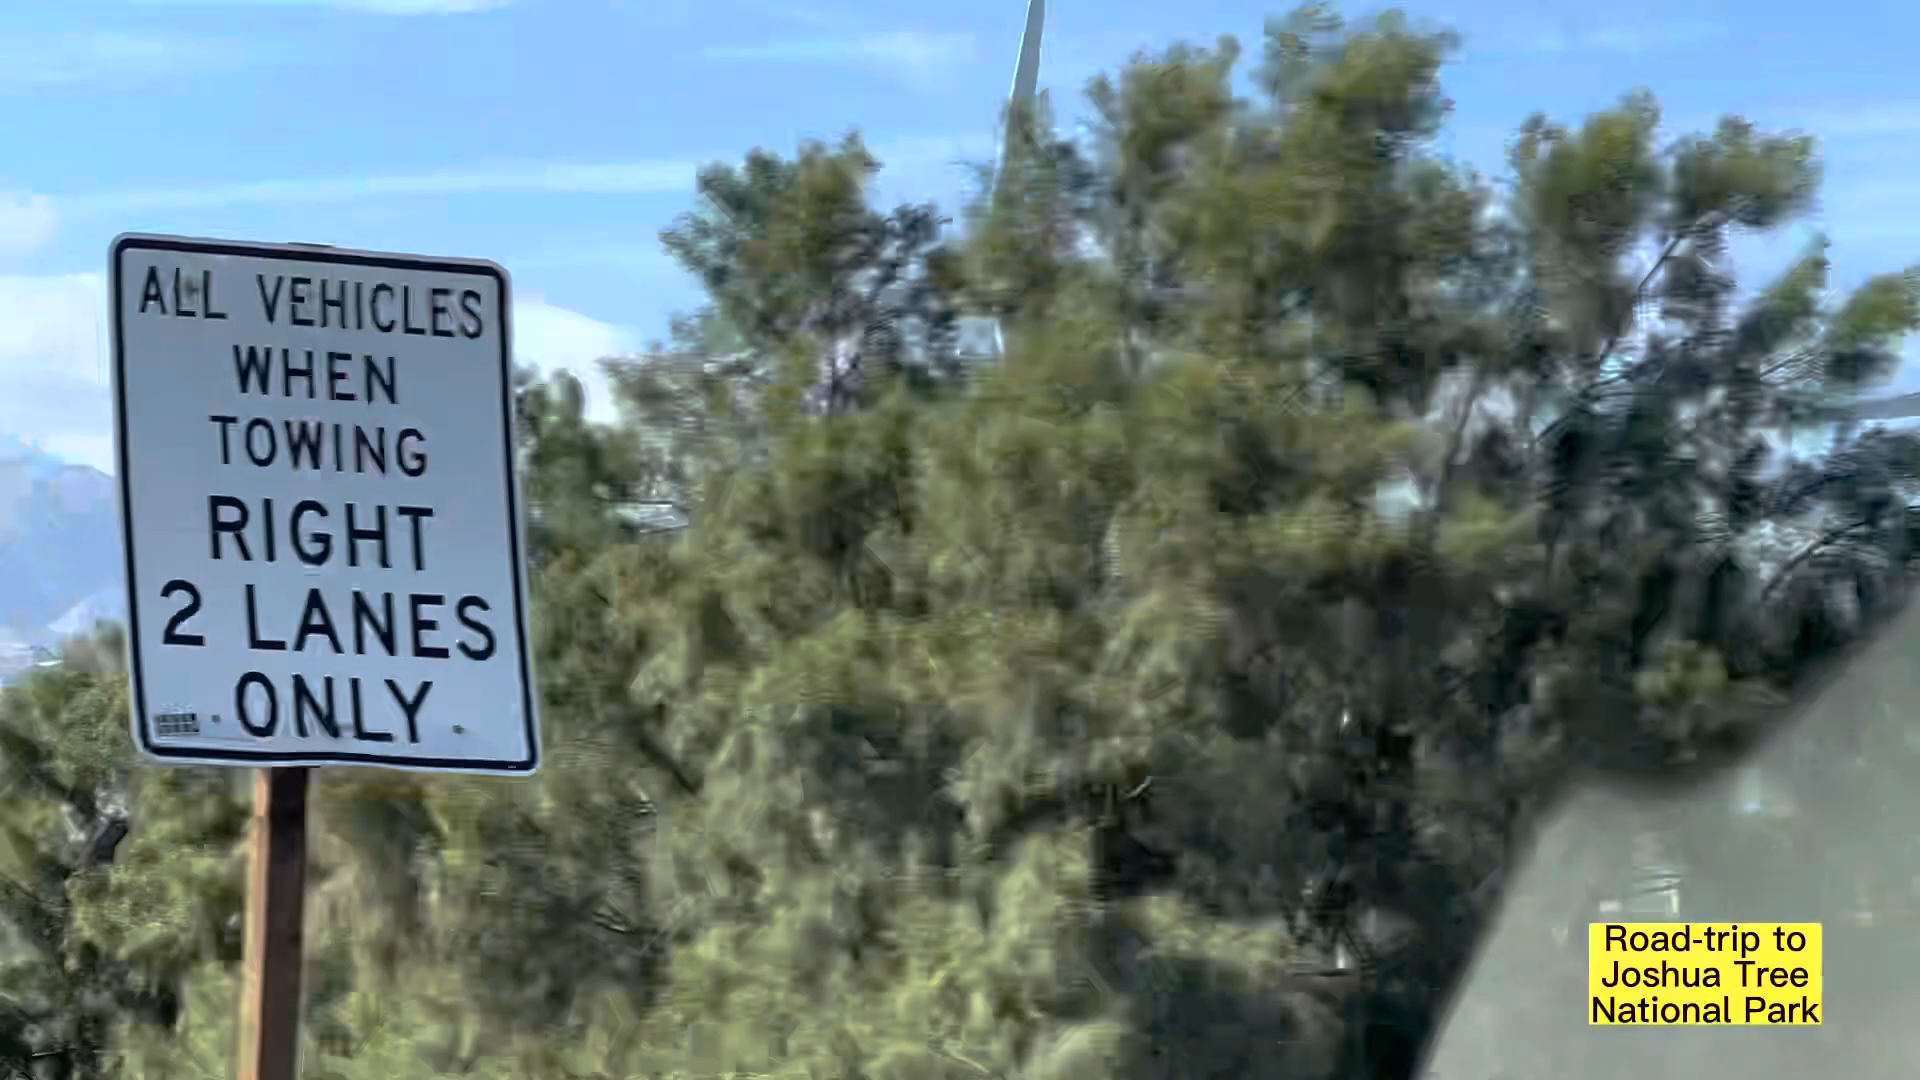 ALL VEHICLES
WHEN
TOWING
RIGHT
2 LANES
ONLY
Road-trip to
Joshua Tree
National Park